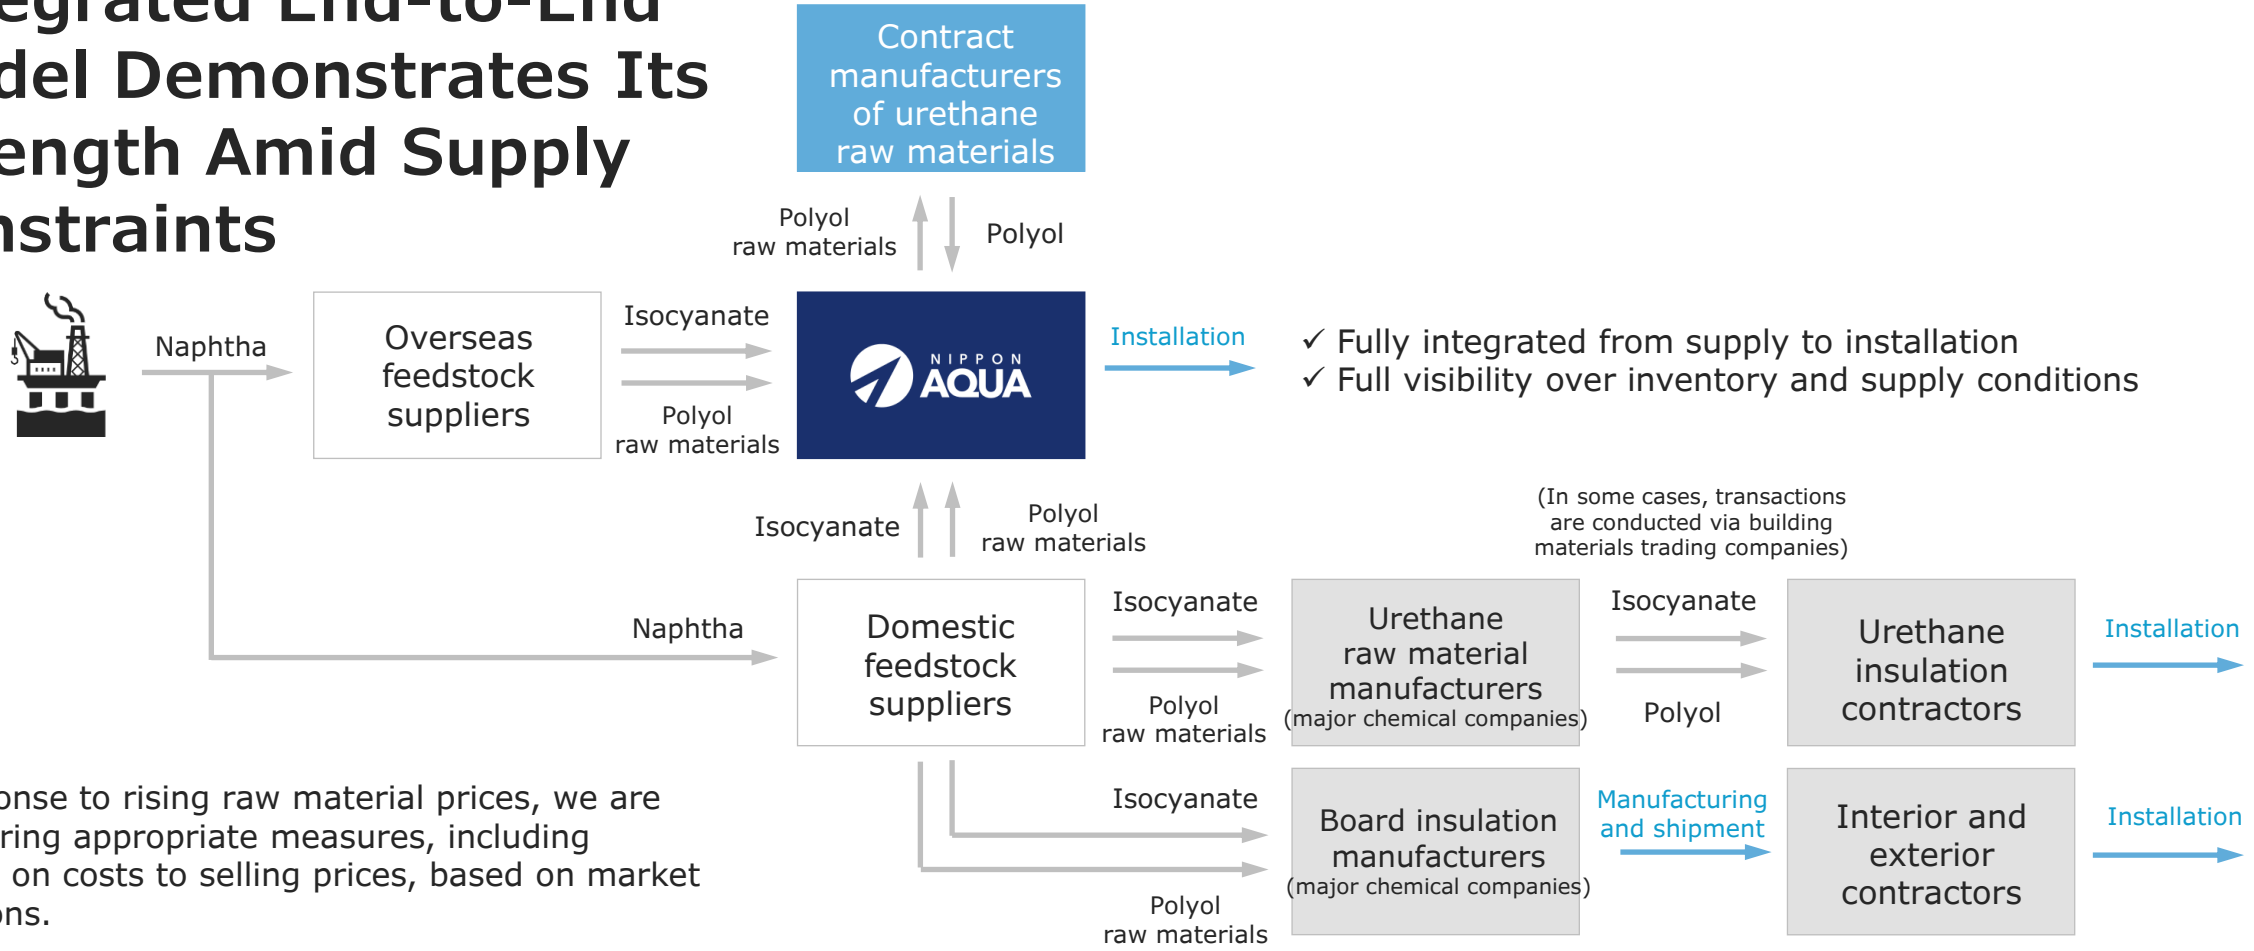 egrated End-to-End
del Demonstrates Its
ength Amid Supply
nstraints
Contract
manufacturers
of urethane
raw materials
Polyol
raw materials
Polyol
Naphtha
Overseas
feedstock
suppliers
Isocyanate
Polyol
raw materials
NIPPON
AQUA
Installation
✓ Fully integrated from supply to installation
✓ Full visibility over inventory and supply conditions
Isocyanate
Polyol
raw materials
(In some cases, transactions
are conducted via building
materials trading companies)
Naphtha
Domestic
feedstock
suppliers
Isocyanate
Polyol
raw materials
Urethane
raw material
manufacturers
(major chemical companies)
Isocyanate
Polyol
Urethane
insulation
contractors
Installation
Isocyanate
Polyol
raw materials
Board insulation
manufacturers
(major chemical companies)
Manufacturing
and shipment
Interior and
exterior
contractors
Installation
onse to rising raw material prices, we are
ring appropriate measures, including
on costs to selling prices, based on market
ons.